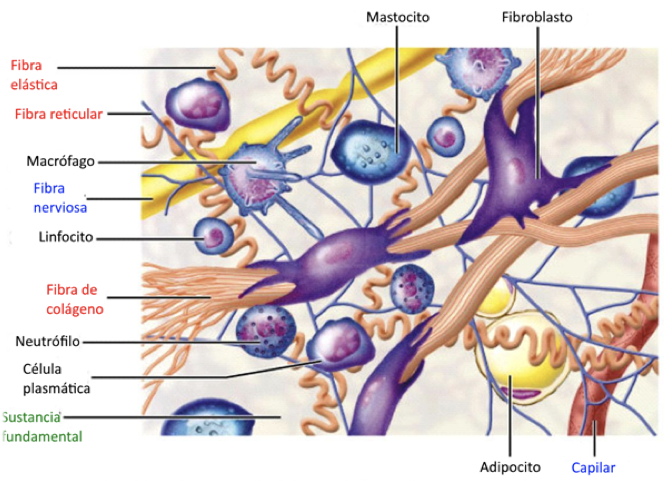 Mastocito
Fibroblasto
Fibra
elástica
Fibra reticular
Macrófago
Fibra
nerviosa
Linfocito
Fibra de
colágeno
Neutrófilo
Célula
plasmática
Sustancia
fundamental
Adipocito
Capilar